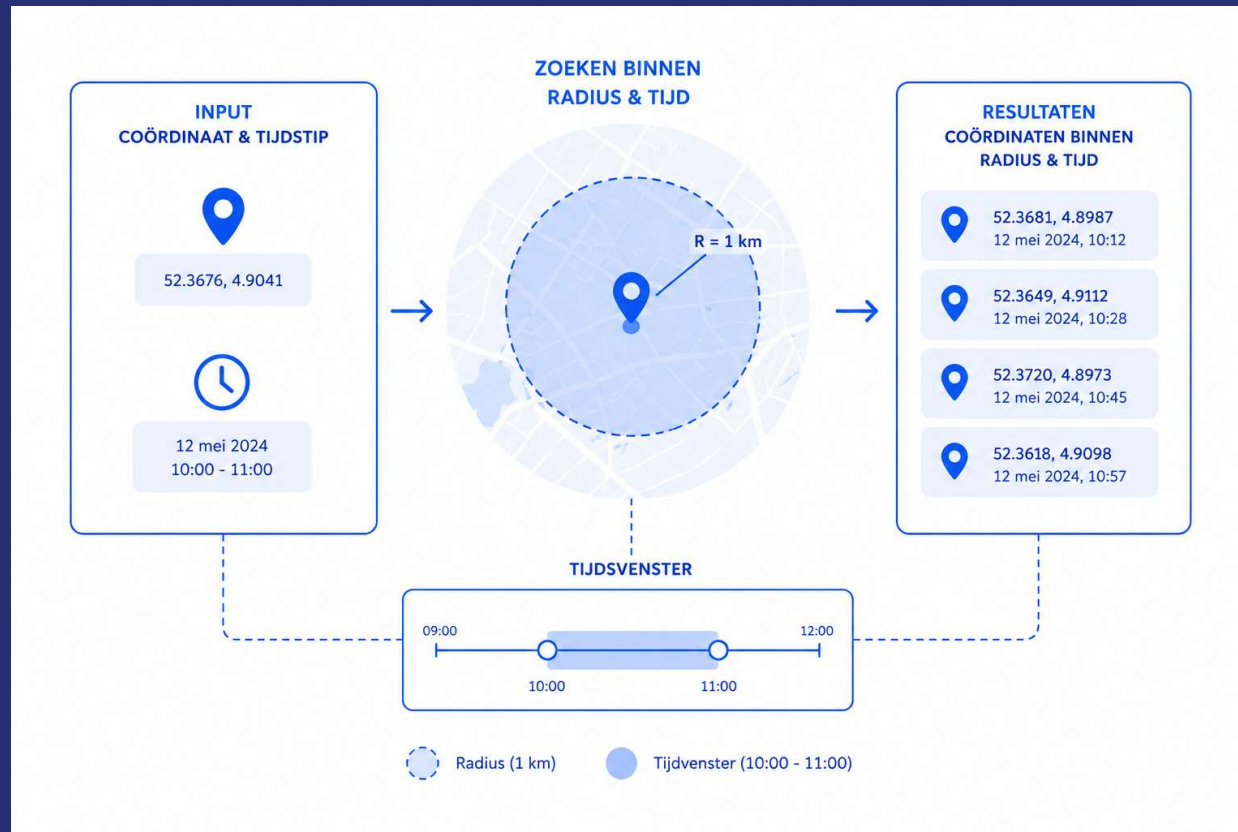 INPUT
COÖRDINAAT & TIJDSTIP
52.3676, 4.9041
12 mei 2024
10:00 - 11:00
ZOEKEN BINNEN
RADIUS & TIJD
R = 1 km
RESULTATEN
COÖRDINATEN BINNEN
RADIUS & TIJD
52.3681, 4.8987
12 mei 2024, 10:12
52.3649, 4.9112
12 mei 2024, 10:28
52.3720, 4.8973
12 mei 2024, 10:45
52.3618, 4.9098
12 mei 2024, 10:57
TIJDSVENSTER
09:00
12:00
10:00
11:00
Radius (1 km)
Tijdvenster (10:00 - 11:00)